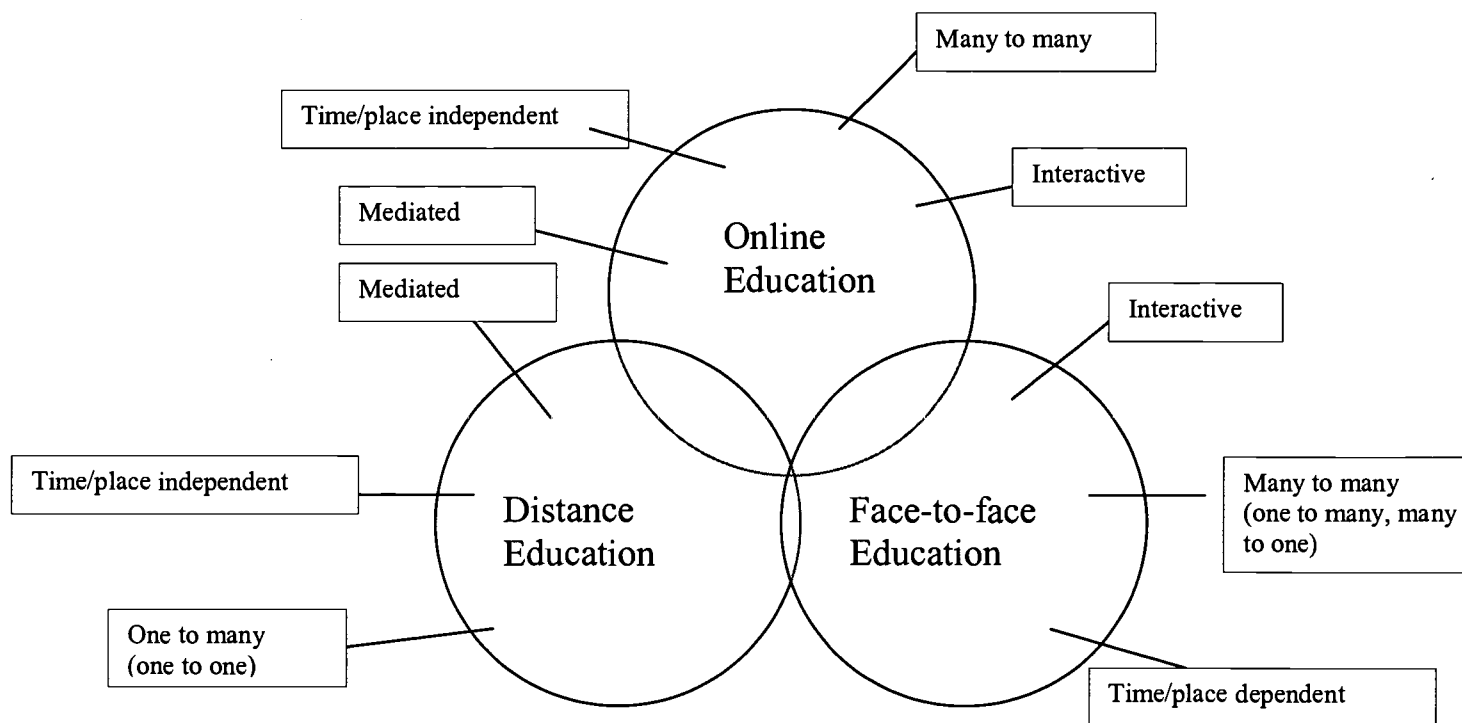 Many to many
Time/place independent
Interactive
Mediated
Online
Education
Mediated
Interactive
Time/place independent
Distance
Education
Face-to-face
Education
Many to many
(one to many, many
to one)
One to many
(one to one)
Time/place dependent